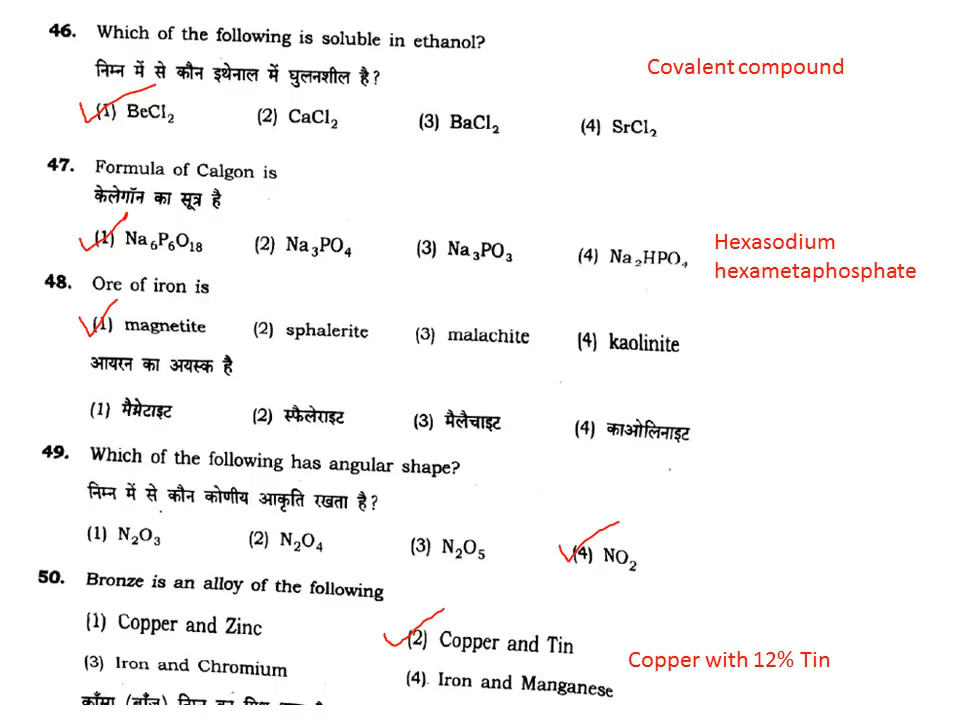 46. Which of the following is soluble in ethanol?
निम्न में से कौन इथेनाल में घुलनशील है?
Covalent compound
(1) BeCl₂ (2) CaCl₂ (3) BaCl₂ (4) SrCl₂
47. Formula of Calgon is
केलेगॉन का सूत्र है
(1) Na₆P₆O₁₈ (2) Na₃PO₄ (3) Na₃PO₃ (4) Na₂HPO₄
Hexasodium
hexametaphosphate
48. Ore of iron is
(1) magnetite (2) sphalerite (3) malachite (4) kaolinite
आयरन का अयस्क है
(1) मैग्नेटाइट (2) स्फैलेराइट (3) मैलैचाइट (4) काओलिनाइट
49. Which of the following has angular shape?
निम्न में से कौन कोणीय आकृति रखता है?
(1) N₂O₃ (2) N₂O₄ (3) N₂O₅ (4) NO₂
50. Bronze is an alloy of the following
(1) Copper and Zinc (2) Copper and Tin
(3) Iron and Chromium (4) Iron and Manganese
Copper with 12% Tin